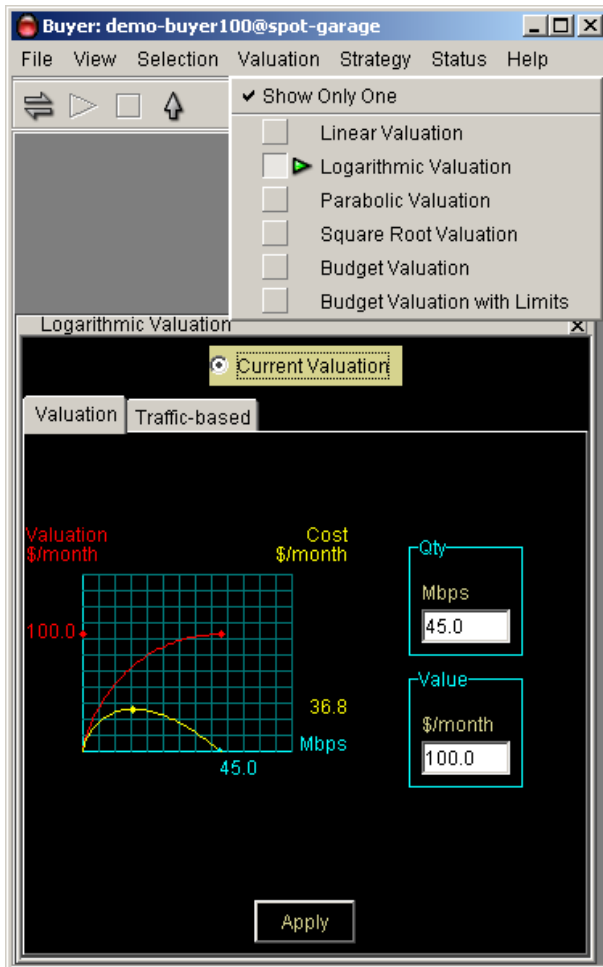 Buyer: demo-buyer100@spot-garage
File View Selection Valuation Strategy Status Help
Show Only One
Linear Valuation
Logarithmic Valuation
Parabolic Valuation
Square Root Valuation
Budget Valuation
Budget Valuation with Limits
Logarithmic Valuation
Current Valuation
Valuation Traffic-based
Valuation
$/month
Cost
$/month
100.0
36.8
Mbps
45.0
Qty
Mbps
45.0
Value
$/month
100.0
Apply